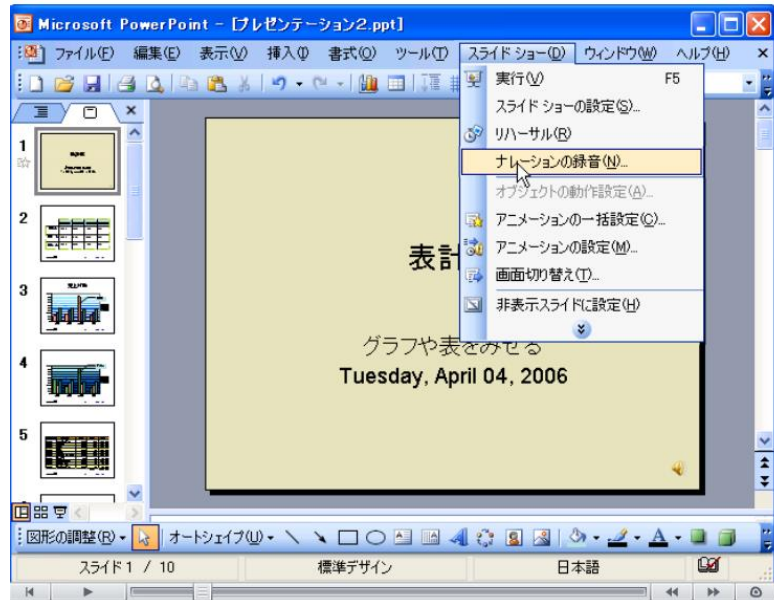 Microsoft PowerPoint - [プレゼンテーション2.ppt]
ファイル(F) 編集(E) 表示(V) 挿入(I) 書式(O) ツール(T) スライド ショー(D) ウィンドウ(W) ヘルプ(H)
実行(V) F5
スライド ショーの設定(S)...
リハーサル(R)
ナレーションの録音(N)...
オブジェクトの動作設定(A)...
アニメーションの一括設定(C)...
アニメーションの設定(M)...
画面切り替え(T)...
非表示スライドに設定(H)
1
2
3
4
5
表計
グラフや表をみせる
Tuesday, April 04, 2006
図形の調整(R) オートシェイプ(U)
スライド 1 / 10 標準デザイン 日本語